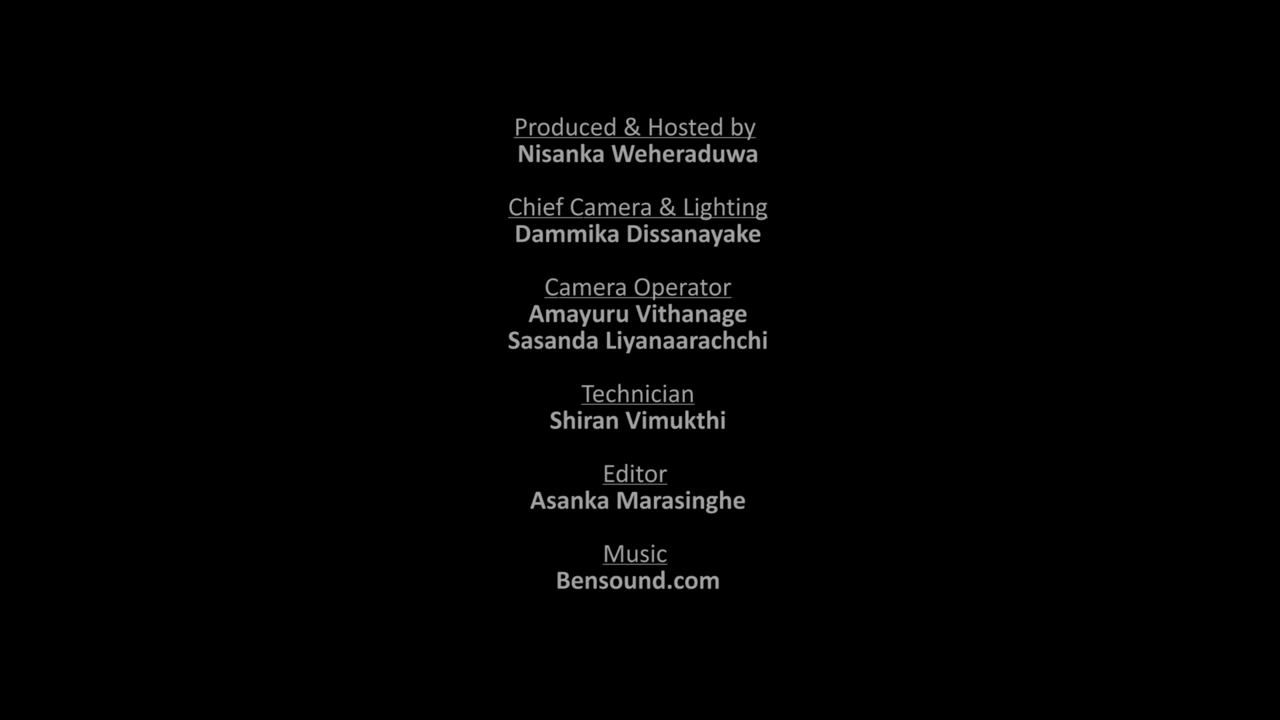 Produced & Hosted by
Nisanka Weheraduwa
Chief Camera & Lighting
Dammika Dissanayake
Camera Operator
Amayuru Vithanage
Sasanda Liyanaarachchi
Technician
Shiran Vimukthi
Editor
Asanka Marasinghe
Music
Bensound.com